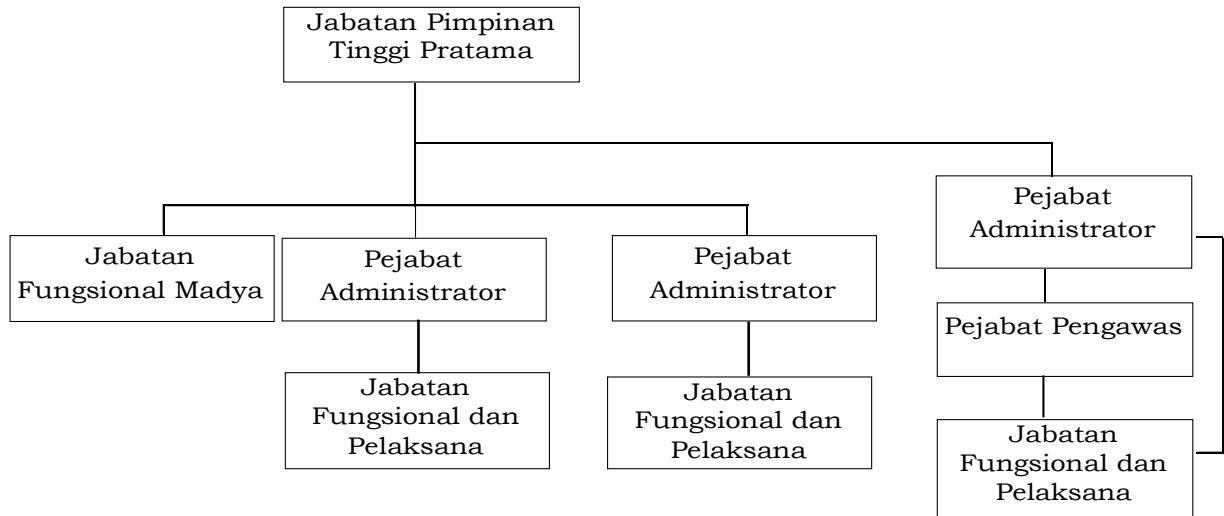 Jabatan Pimpinan
Tinggi Pratama
Jabatan
Fungsional Madya
Pejabat
Administrator
Jabatan
Fungsional dan
Pelaksana
Pejabat
Administrator
Jabatan
Fungsional dan
Pelaksana
Pejabat
Administrator
Pejabat Pengawas
Jabatan
Fungsional dan
Pelaksana